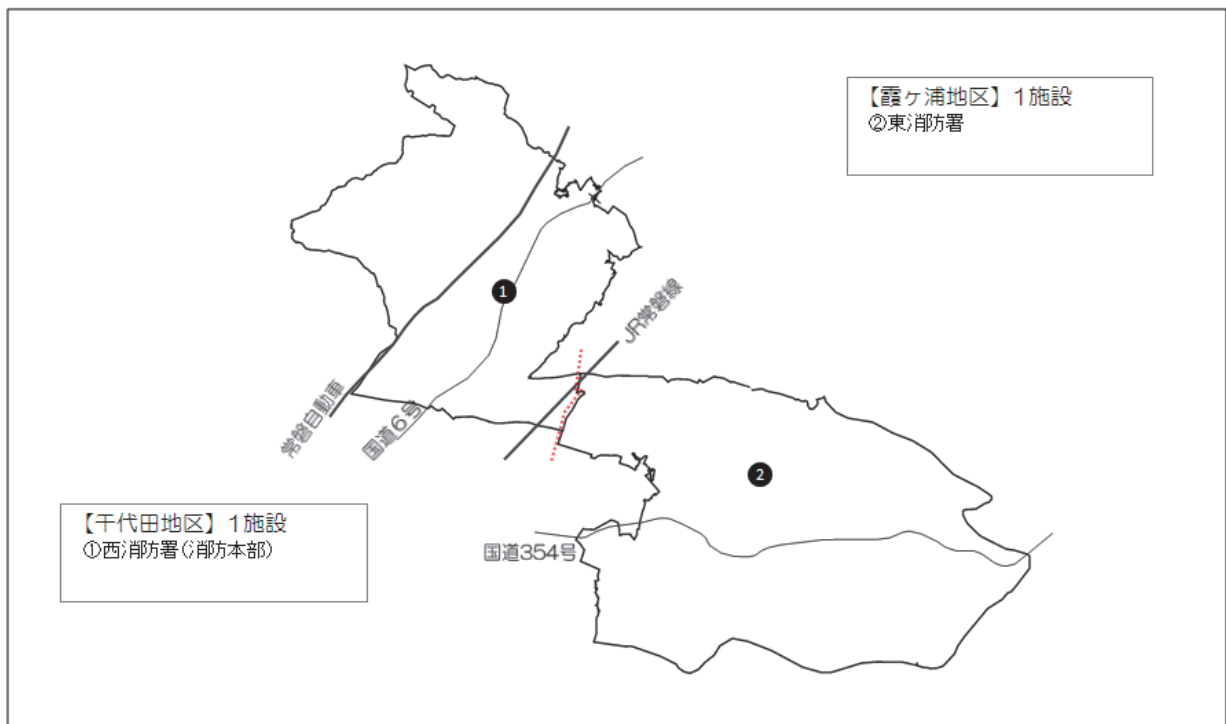 【霞ヶ浦地区】1施設
②東消防署
❶
JR常磐線
常磐自動車
国道6号
❷
【千代田地区】1施設
①西消防署(消防本部)
国道354号